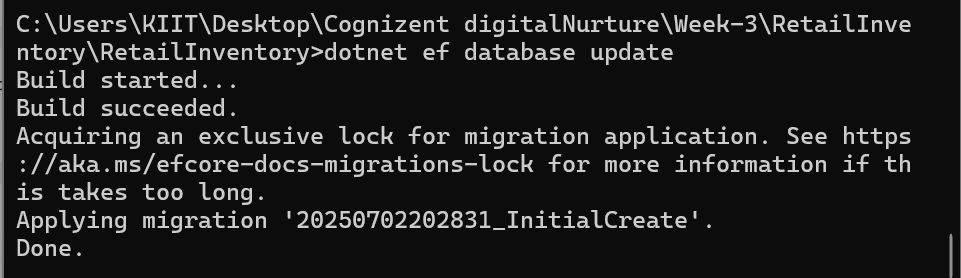 C:\Users\KIIT\Desktop\Cognizent digitalNurture\Week-3\RetailInve
ntory\RetailInventory>dotnet ef database update
Build started...
Build succeeded.
Acquiring an exclusive lock for migration application. See https
://aka.ms/efcore-docs-migrations-lock for more information if th
is takes too long.
Applying migration '20250702202831_InitialCreate'.
Done.